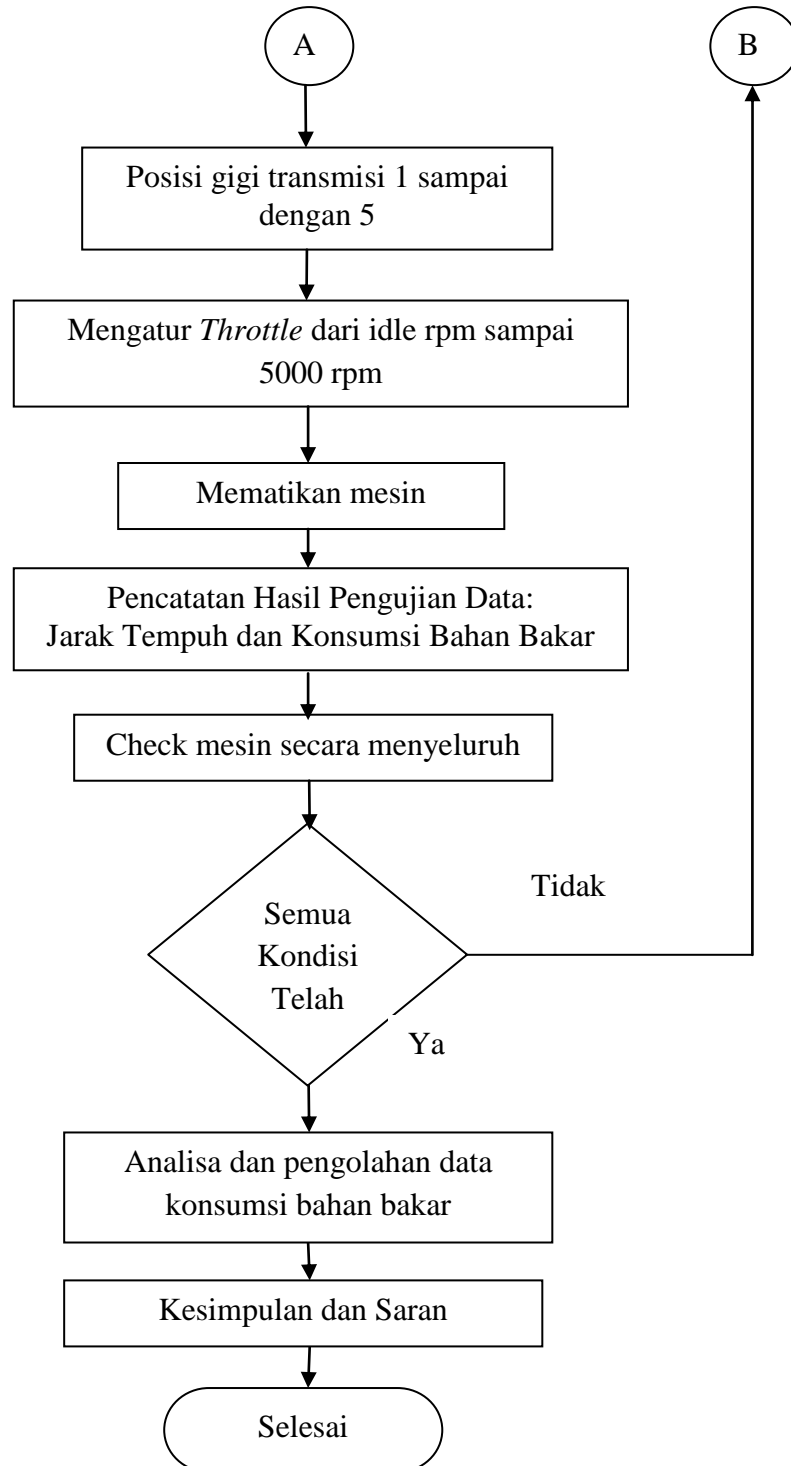 A
B
Posisi gigi transmisi 1 sampai
dengan 5
Mengatur Throttle dari idle rpm sampai
5000 rpm
Mematikan mesin
Pencatatan Hasil Pengujian Data:
Jarak Tempuh dan Konsumsi Bahan Bakar
Check mesin secara menyeluruh
Tidak
Semua
Kondisi
Telah
Ya
Analisa dan pengolahan data
konsumsi bahan bakar
Kesimpulan dan Saran
Selesai